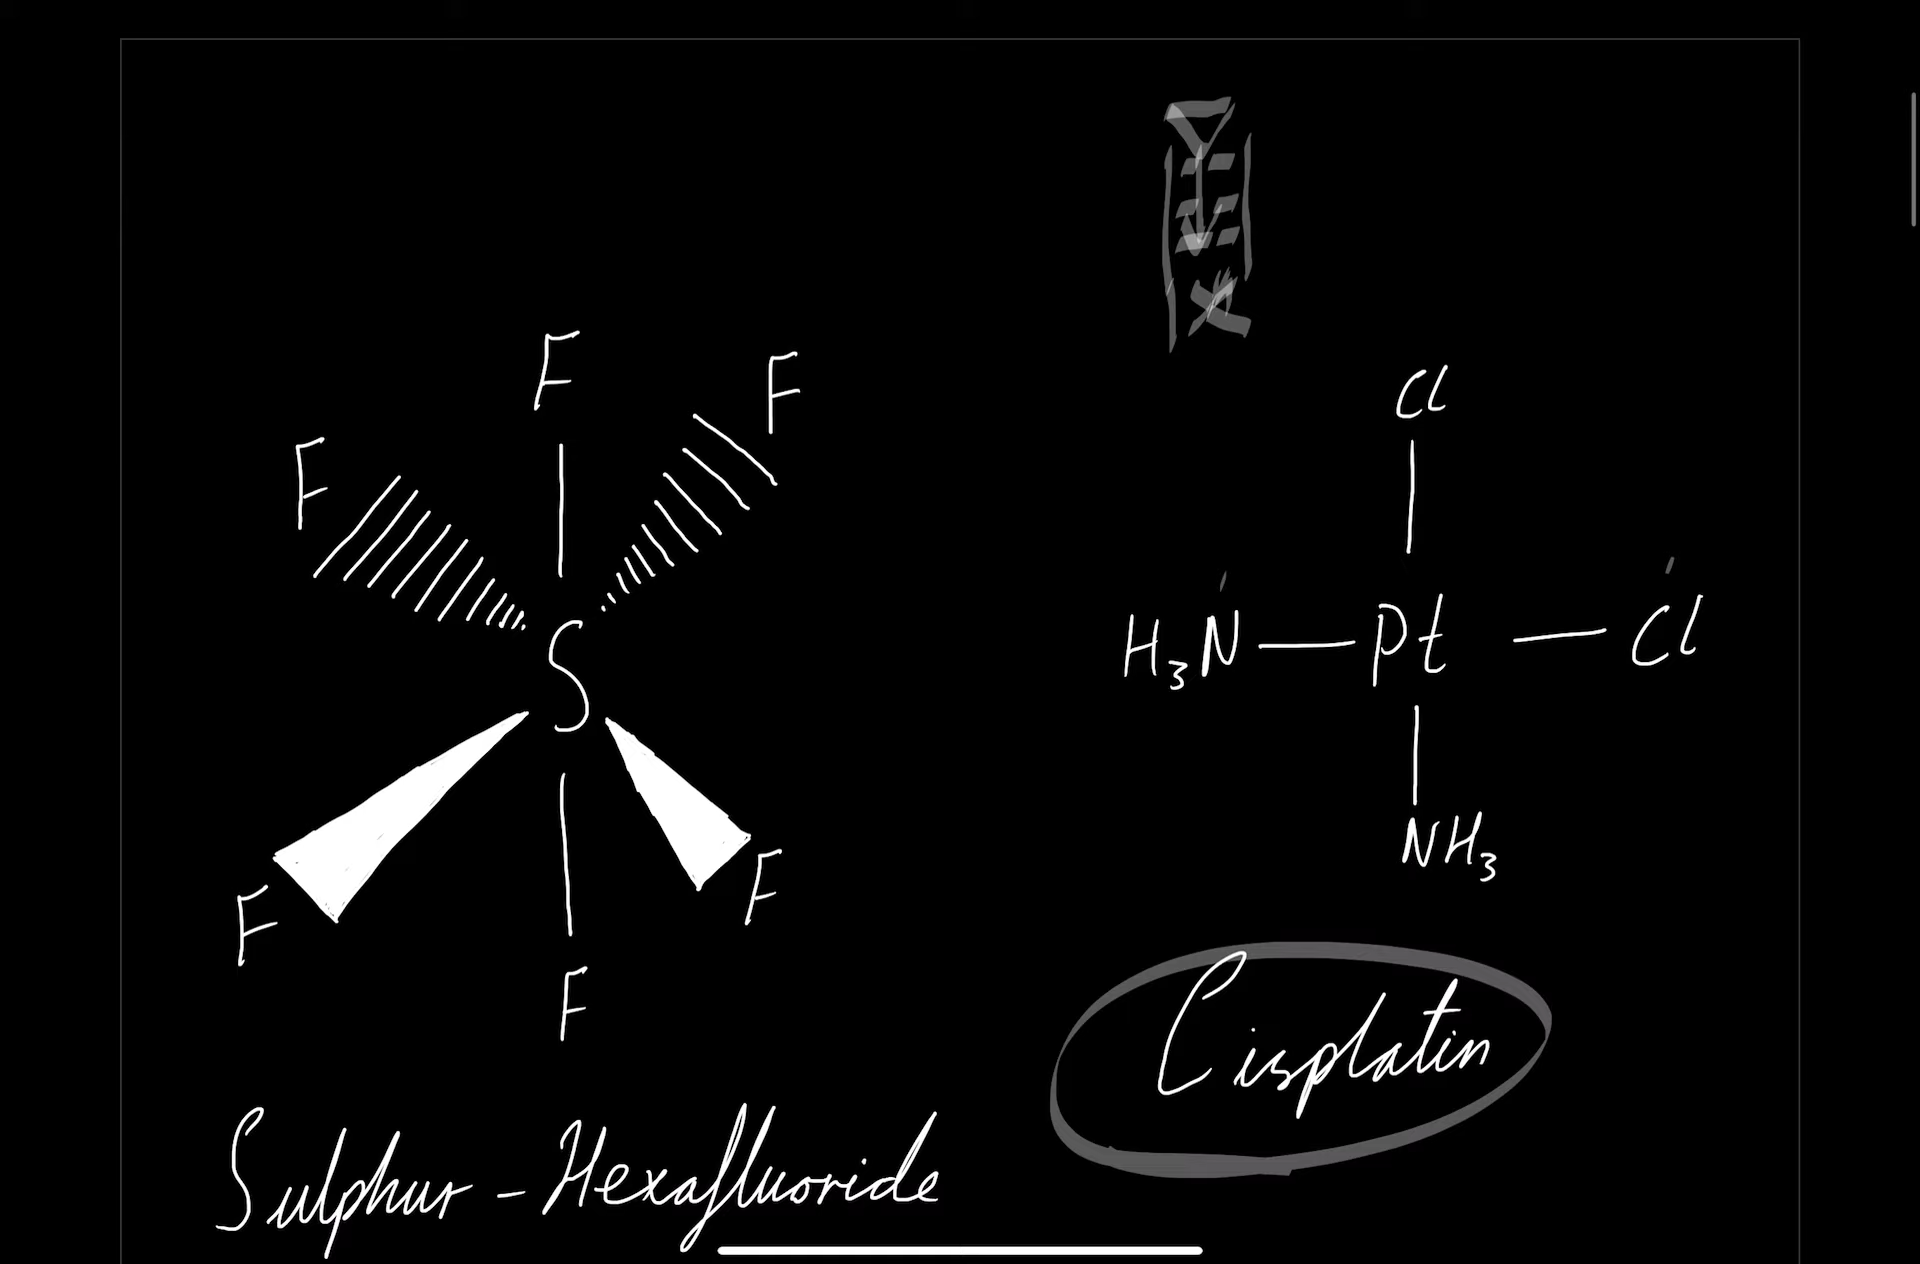 F
F
F
S
F
F
F
Sulphur - Hexafluoride
Cl
H₃N — Pt — Cl
NH₃
Cisplatin